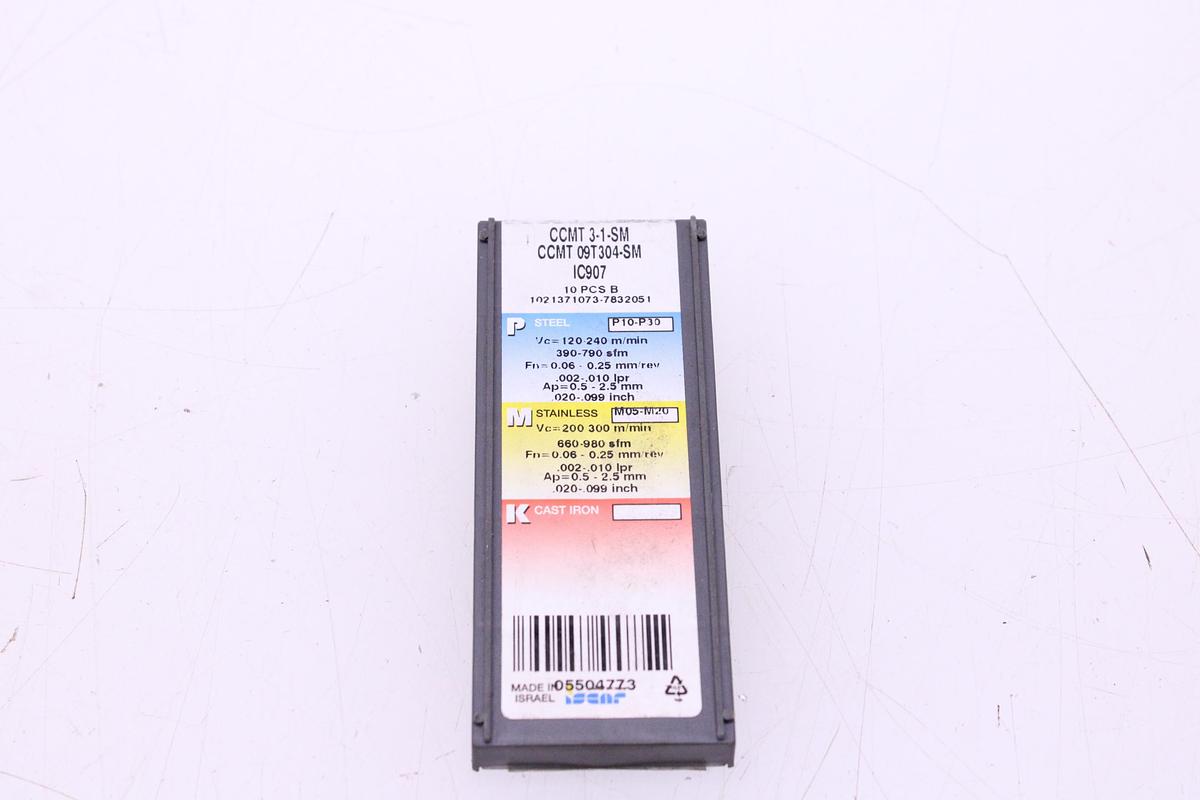 CCMT 3-1-SM
CCMT 09T304-SM
IC907
10 PCS B
1021371073-7832051
P STEEL P10-P30
Vc=120-240 m/min
390-790 sfm
Fn=0.06 - 0.25 mm/rev
.002-.010 Ipr
Ap=0.5 - 2.5 mm
.020-.099 inch
M STAINLESS M05-M20
Vc=200 300 m/min
660-980 sfm
Fn=0.06 - 0.25 mm/rev
.002-.010 Ipr
Ap=0.5 - 2.5 mm
.020-.099 inch
K CAST IRON
05504773
MADE IN
ISRAEL iscar